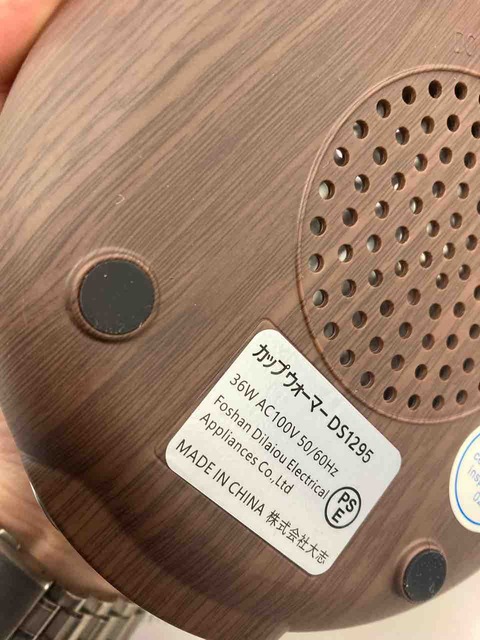 カップウォーマー DS1295
36W AC100V 50/60Hz
Foshan Dilaiou Electrical
Appliances Co.,Ltd
PS
E
MADE IN CHINA 株式会社大志